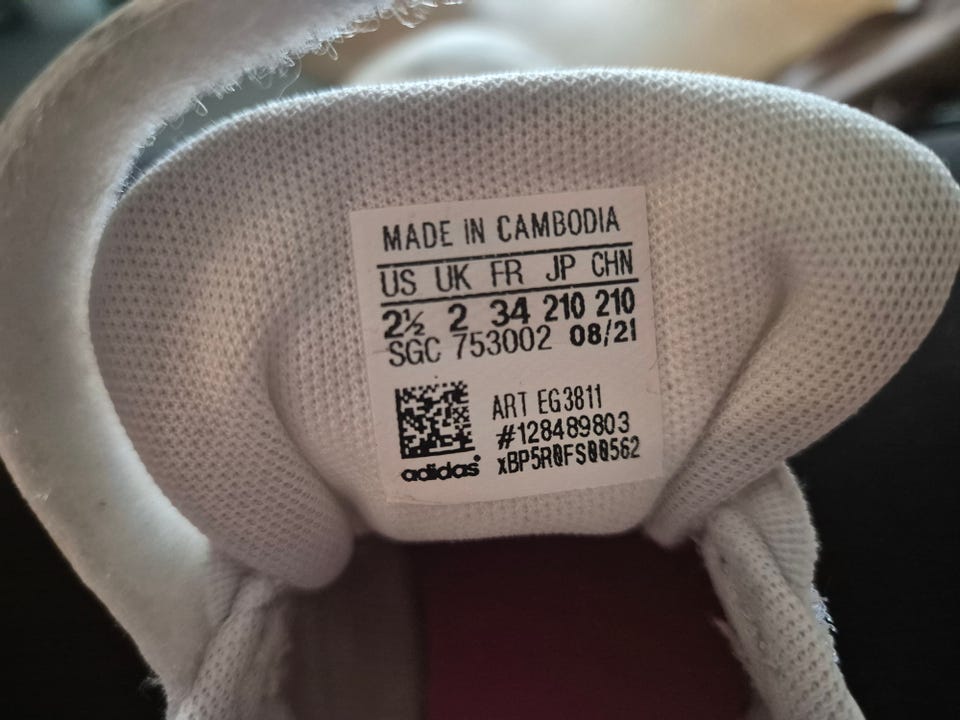 MADE IN CAMBODIA
US UK FR JP CHN
2½ 2 34 210 210
SGC 753002 08/21
ART EG3811
#128489803
xBP5R0FS00562
adidas